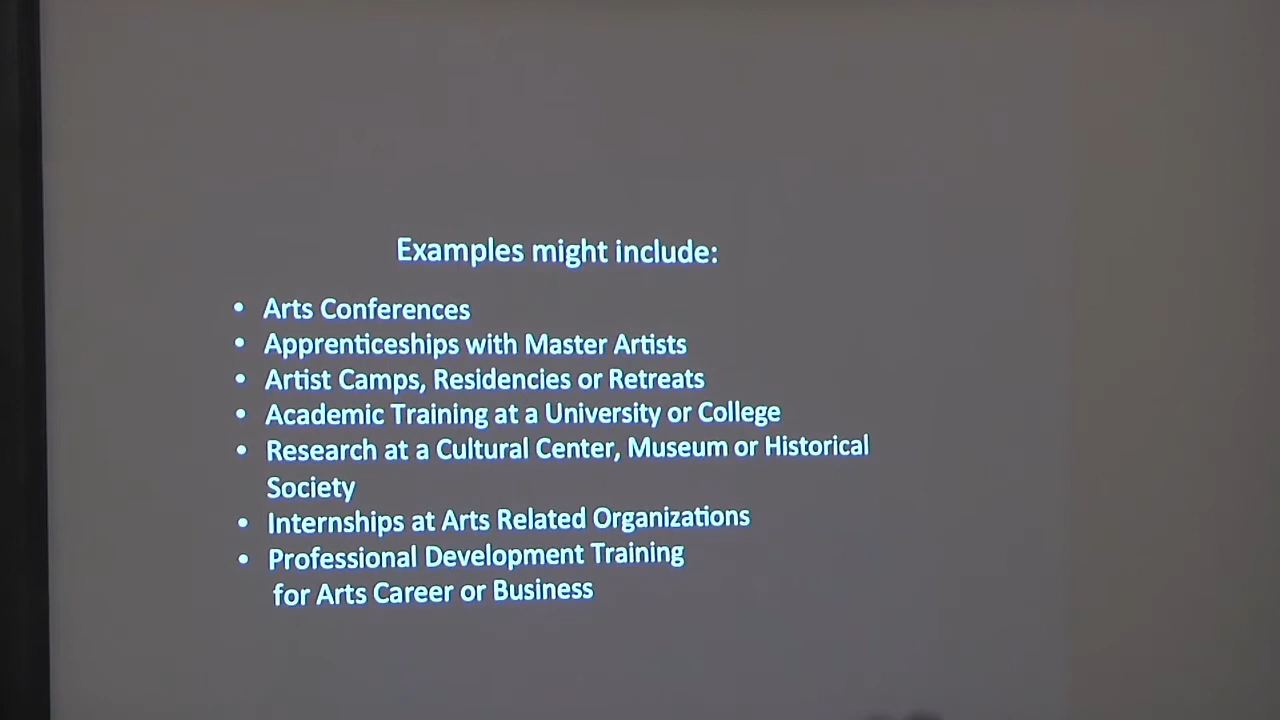 Examples might include:
• Arts Conferences
• Apprenticeships with Master Artists
• Artist Camps, Residencies or Retreats
• Academic Training at a University or College
• Research at a Cultural Center, Museum or Historical
Society
• Internships at Arts Related Organizations
• Professional Development Training
for Arts Career or Business